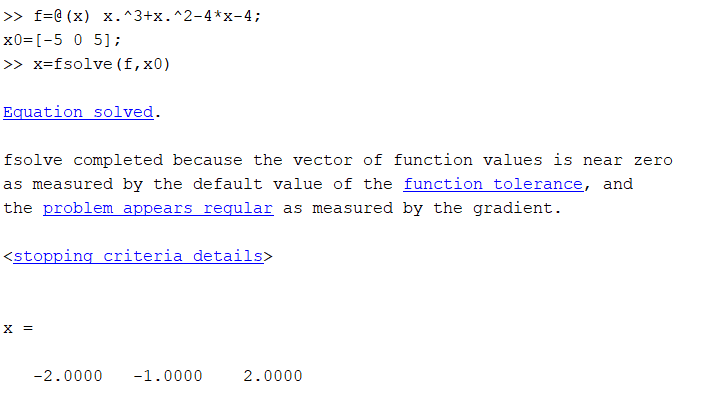 >> f=@(x) x.^3+x.^2-4*x-4;
x0=[-5 0 5];
>> x=fsolve(f,x0)
Equation solved.
fsolve completed because the vector of function values is near zero
as measured by the default value of the function tolerance, and
the problem appears regular as measured by the gradient.
<stopping criteria details>
x =
-2.0000 -1.0000 2.0000